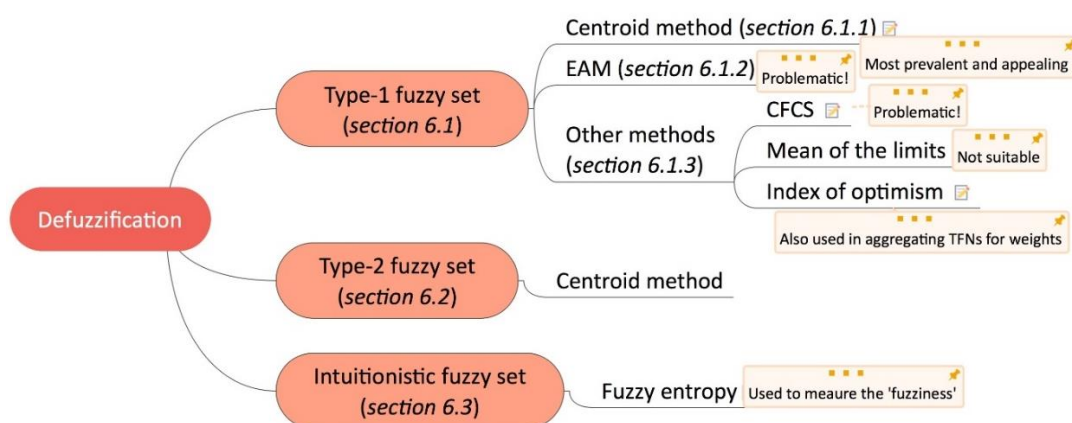 Centroid method (section 6.1.1)
Most prevalent and appealing
EAM (section 6.1.2)
Problematic!
Type-1 fuzzy set
(section 6.1)
CFCS
Problematic!
Other methods
(section 6.1.3)
Mean of the limits
Not suitable
Index of optimism
Also used in aggregating TFNs for weights
Defuzzification
Type-2 fuzzy set
(section 6.2)
Centroid method
Intuitionistic fuzzy set
(section 6.3)
Fuzzy entropy
Used to meaure the 'fuzziness'